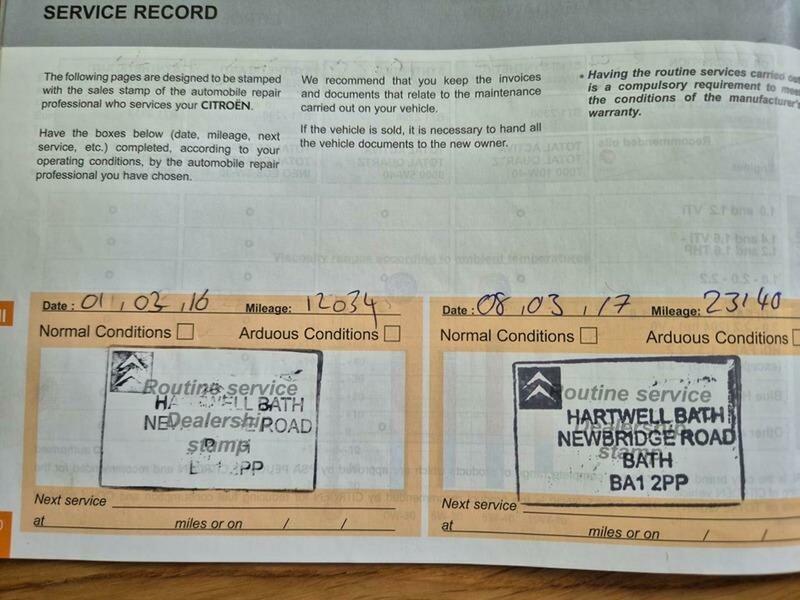 SERVICE RECORD
The following pages are designed to be stamped
with the sales stamp of the automobile repair
professional who services your CITROËN.
Have the boxes below (date, mileage, next
service, etc.) completed, according to your
operating conditions, by the automobile repair
professional you have chosen.
We recommend that you keep the invoices
and documents that relate to the maintenance
carried out on your vehicle.
If the vehicle is sold, it is necessary to hand all
the vehicle documents to the new owner.
• Having the routine services carried out
is a compulsory requirement to meet
the conditions of the manufacturer's
warranty.
Date : 01 , 03 , 16 Mileage: 12034
Normal Conditions Arduous Conditions
Routine service
Dealership
stamp
HARTWELL BATH
NEW ROAD
PP
Next service
at miles or on / /
Date : 08 , 03 , 17 Mileage: 23140
Normal Conditions Arduous Conditions
Routine service
Dealership
stamp
HARTWELL BATH
NEWBRIDGE ROAD
BATH
BA1 2PP
Next service
at miles or on / /